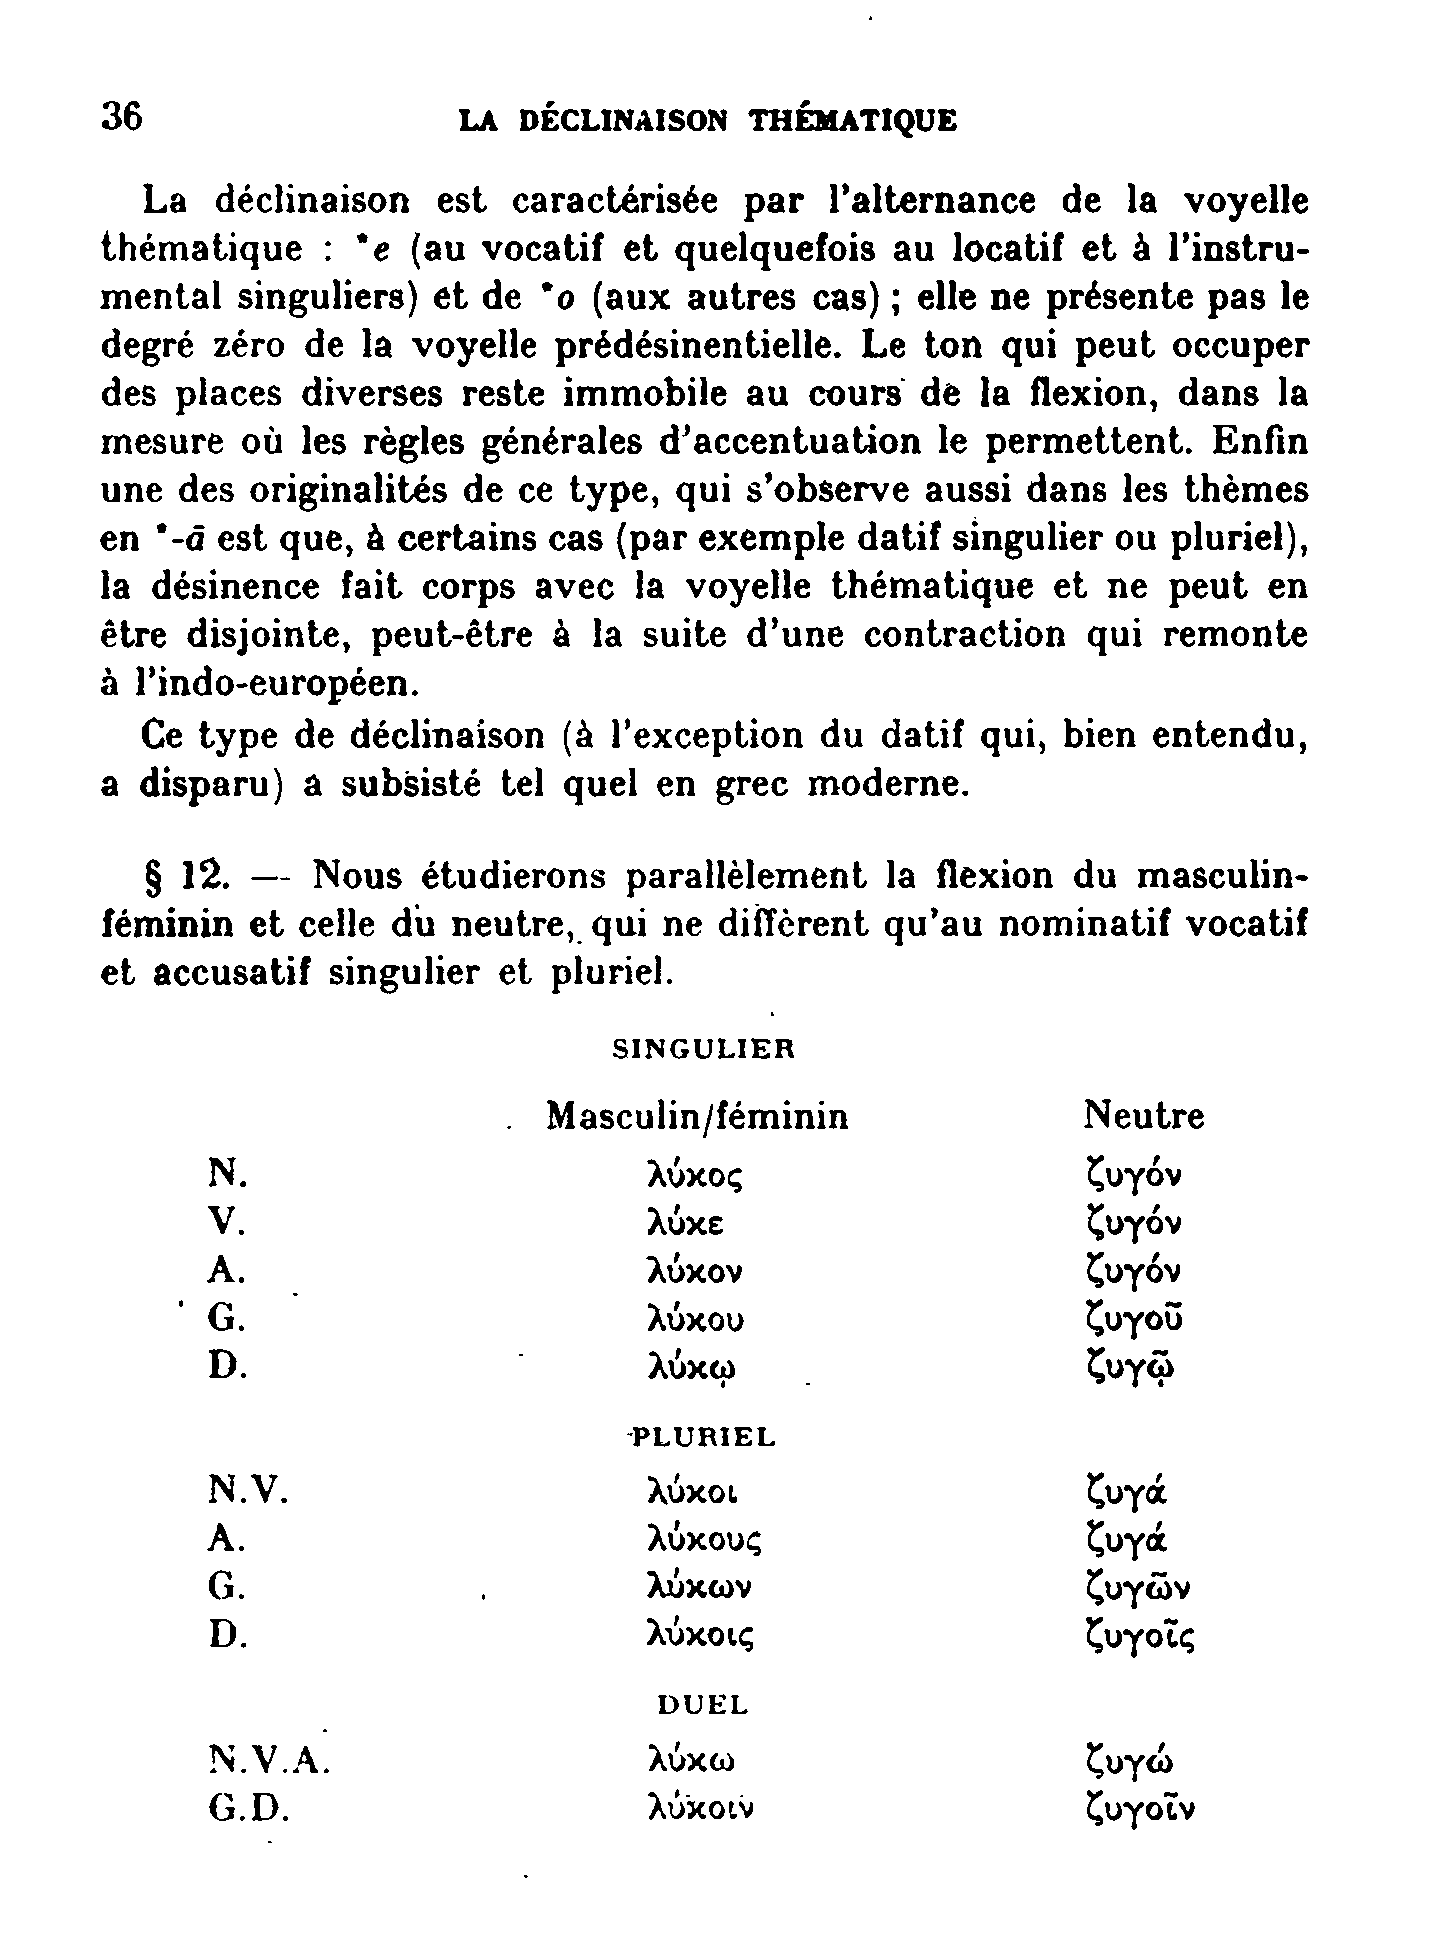 36 LA DÉCLINAISON THÉMATIQUE
La déclinaison est caractérisée par l'alternance de la voyelle
thématique : *e (au vocatif et quelquefois au locatif et à l'instru-
mental singuliers) et de *o (aux autres cas) ; elle ne présente pas le
degré zéro de la voyelle prédésinentielle. Le ton qui peut occuper
des places diverses reste immobile au cours de la flexion, dans la
mesure où les règles générales d'accentuation le permettent. Enfin
une des originalités de ce type, qui s'observe aussi dans les thèmes
en *-ā est que, à certains cas (par exemple datif singulier ou pluriel),
la désinence fait corps avec la voyelle thématique et ne peut en
être disjointe, peut-être à la suite d'une contraction qui remonte
à l'indo-européen.
Ce type de déclinaison (à l'exception du datif qui, bien entendu,
a disparu) a subsisté tel quel en grec moderne.
§ 12. — Nous étudierons parallèlement la flexion du masculin-
féminin et celle du neutre, qui ne diffèrent qu'au nominatif vocatif
et accusatif singulier et pluriel.
SINGULIER
Masculin/féminin Neutre
N. λύκος ζυγόν
V. λύκε ζυγόν
A. λύκον ζυγόν
G. λύκου ζυγοῦ
D. λύκῳ ζυγῷ
PLURIEL
N.V. λύκοι ζυγά
A. λύκους ζυγά
G. λύκων ζυγῶν
D. λύκοις ζυγοῖς
DUEL
N.V.A. λύκω ζυγώ
G.D. λύκοιν ζυγοῖν